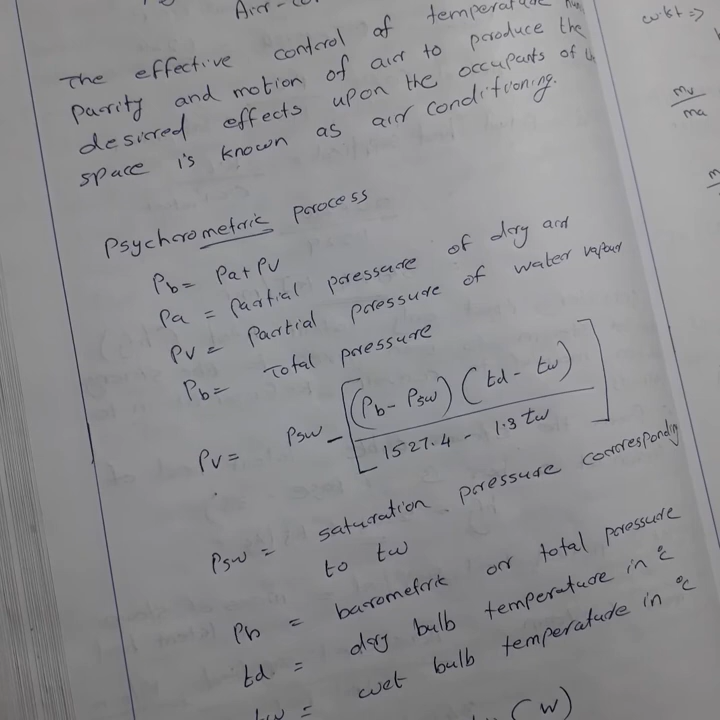 Air-
The effective control of temperature
purity and motion of air to produce the
desired effects upon the occupants of
space is known as air conditioning.
Psychrometric process
Pb = Pa + Pv
Pa = Partial pressure of dry air
Pv = Partial pressure of water vapour
Pb = Total pressure
Pv = Psw - [(Pb - Psw) (td - tw) / 1527.4 - 1.3 tw]
Psw = saturation pressure corresponding
to tw
Pb = barometric or total pressure
td = dry bulb temperature in °c
tw = wet bulb temperature in °c
(w)
w.k.t =>
mv/ma